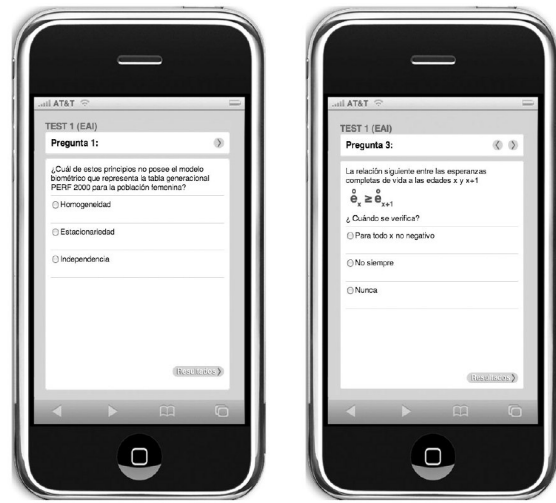 AT&T
TEST 1 (EAI)
Pregunta 1:
¿Cuál de estos principios no posee el modelo
biométrico que representa la tabla generacional
PERF 2000 para la población femenina?
Homogeneidad
Estacionariedad
Independencia
Resultados
AT&T
TEST 1 (EAI)
Pregunta 3:
La relación siguiente entre las esperanzas
completas de vida a las edades x y x+1
e̊ₓ ≥ e̊ₓ₊₁
¿ Cuándo se verifica?
Para todo x no negativo
No siempre
Nunca
Resultados